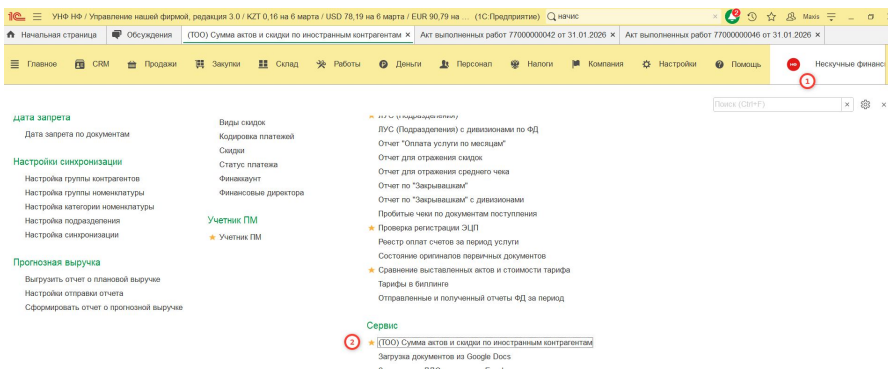 1С УНФ НФ / Управление нашей фирмой, редакция 3.0 / KZT 0,16 на 6 марта / USD 78,19 на 6 марта / EUR 90,79 на ... (1С:Предприятие) начис × 2 Maxis
Начальная страница Обсуждения (ТОО) Сумма актов и скидки по иностранным контрагентам × Акт выполненных работ 77000000042 от 31.01.2026 × Акт выполненных работ 77000000046 от 31.01.2026 ×
Главное CRM Продажи Закупки Склад Работы Деньги Персонал Налоги Компания Настройки Помощь НФ Нескучные финанс
1
Поиск (Ctrl+F) ×
Дата запрета
Дата запрета по документам
Настройки синхронизации
Настройка группы контрагентов
Настройка группы номенклатуры
Настройка категории номенклатуры
Настройка подразделения
Настройка синхронизации
Прогнозная выручка
Выгрузить отчет о плановой выручке
Настройки отправки отчета
Сформировать отчет о прогнозной выручке
Виды скидок
Кодировка платежей
Скидки
Статус платежа
Финаккаунт
Финансовые директора
Учетник ПМ
Учетник ПМ
ЛУС (Подразделения)
ЛУС (Подразделения) с дивизионами по ФД
Отчет "Оплата услуги по месяцам"
Отчет для отражения скидок
Отчет для отражения среднего чека
Отчет по "Закрывашкам"
Отчет по "Закрывашкам" с дивизионами
Пробитые чеки по документам поступления
Проверка регистрации ЭЦП
Реестр оплат счетов за период услуги
Состояние оригиналов первичных документов
Сравнение выставленных актов и стоимости тарифа
Тарифы в биллинге
Отправленные и полученный отчеты ФД за период
Сервис
2 (ТОО) Сумма актов и скидки по иностранным контрагентам
Загрузка документов из Google Docs